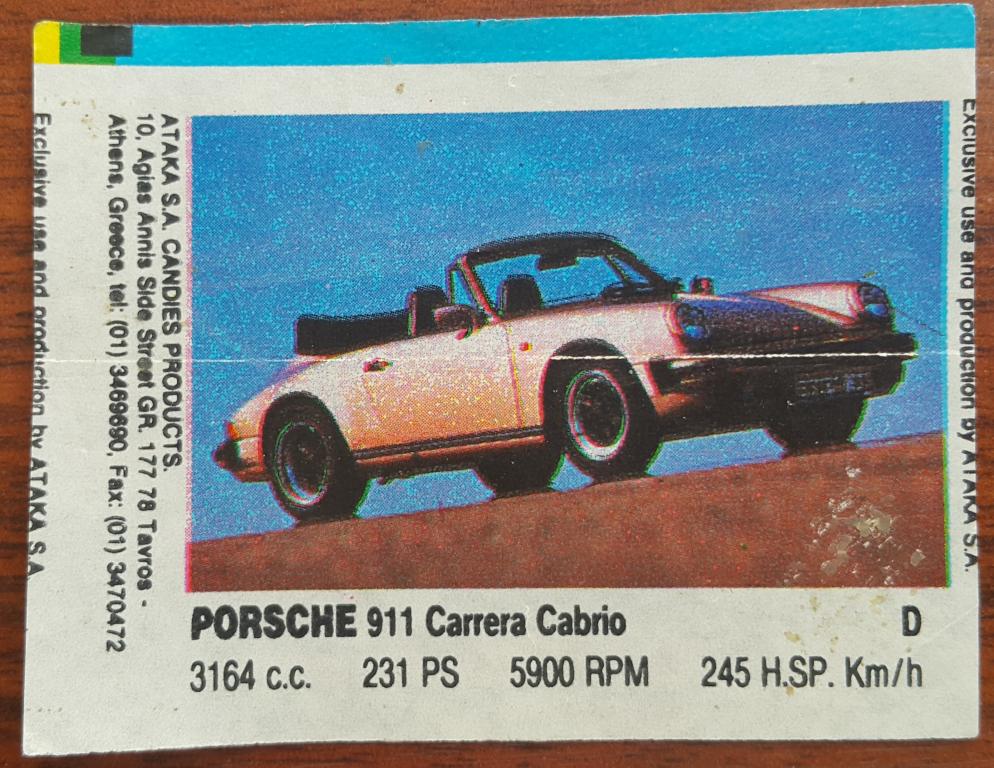 Exclusive use and production by ATAKA S.A.
ATAKA S.A. CANDIES PRODUCTS.
10, Agias Annis Side Street GR. 177 78 Tavros -
Athens, Greece, tel: (01) 3469690, Fax: (01) 3470472
Exclusive use and production by ATAKA S.A.
PORSCHE 911 Carrera Cabrio D
3164 c.c. 231 PS 5900 RPM 245 H.SP. Km/h